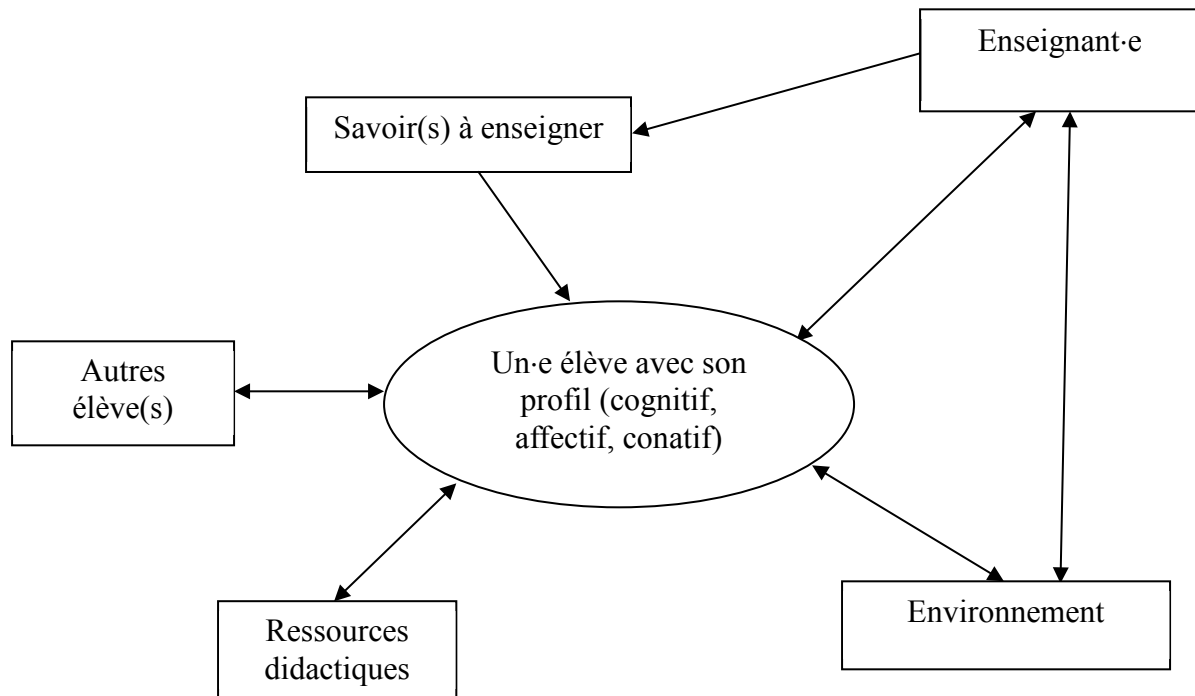 Enseignant·e
Savoir(s) à enseigner
Un·e élève avec son
profil (cognitif,
affectif, conatif)
Autres
élève(s)
Ressources
didactiques
Environnement